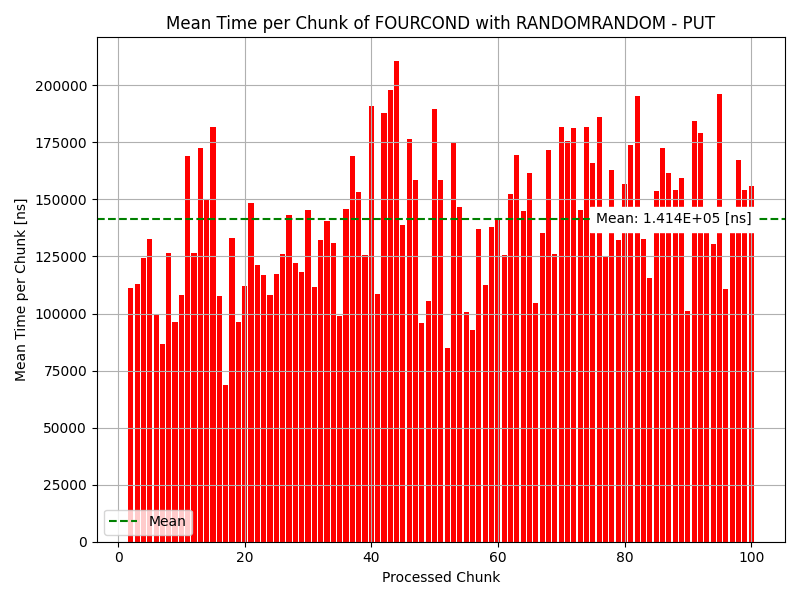 Mean Time per Chunk of FOURCOND with RANDOMRANDOM - PUT
Mean Time per Chunk [ns]
200000
175000
150000
125000
100000
75000
50000
25000
0
Mean: 1.414E+05 [ns]
Mean
0 20 40 60 80 100
Processed Chunk